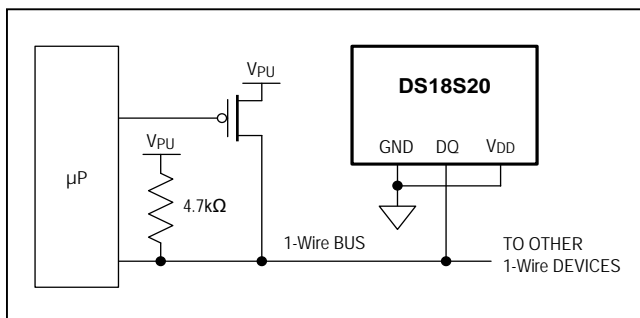 VPU
DS18S20
VPU
GND DQ VDD
µP
4.7kΩ
1-Wire BUS
TO OTHER
1-Wire DEVICES